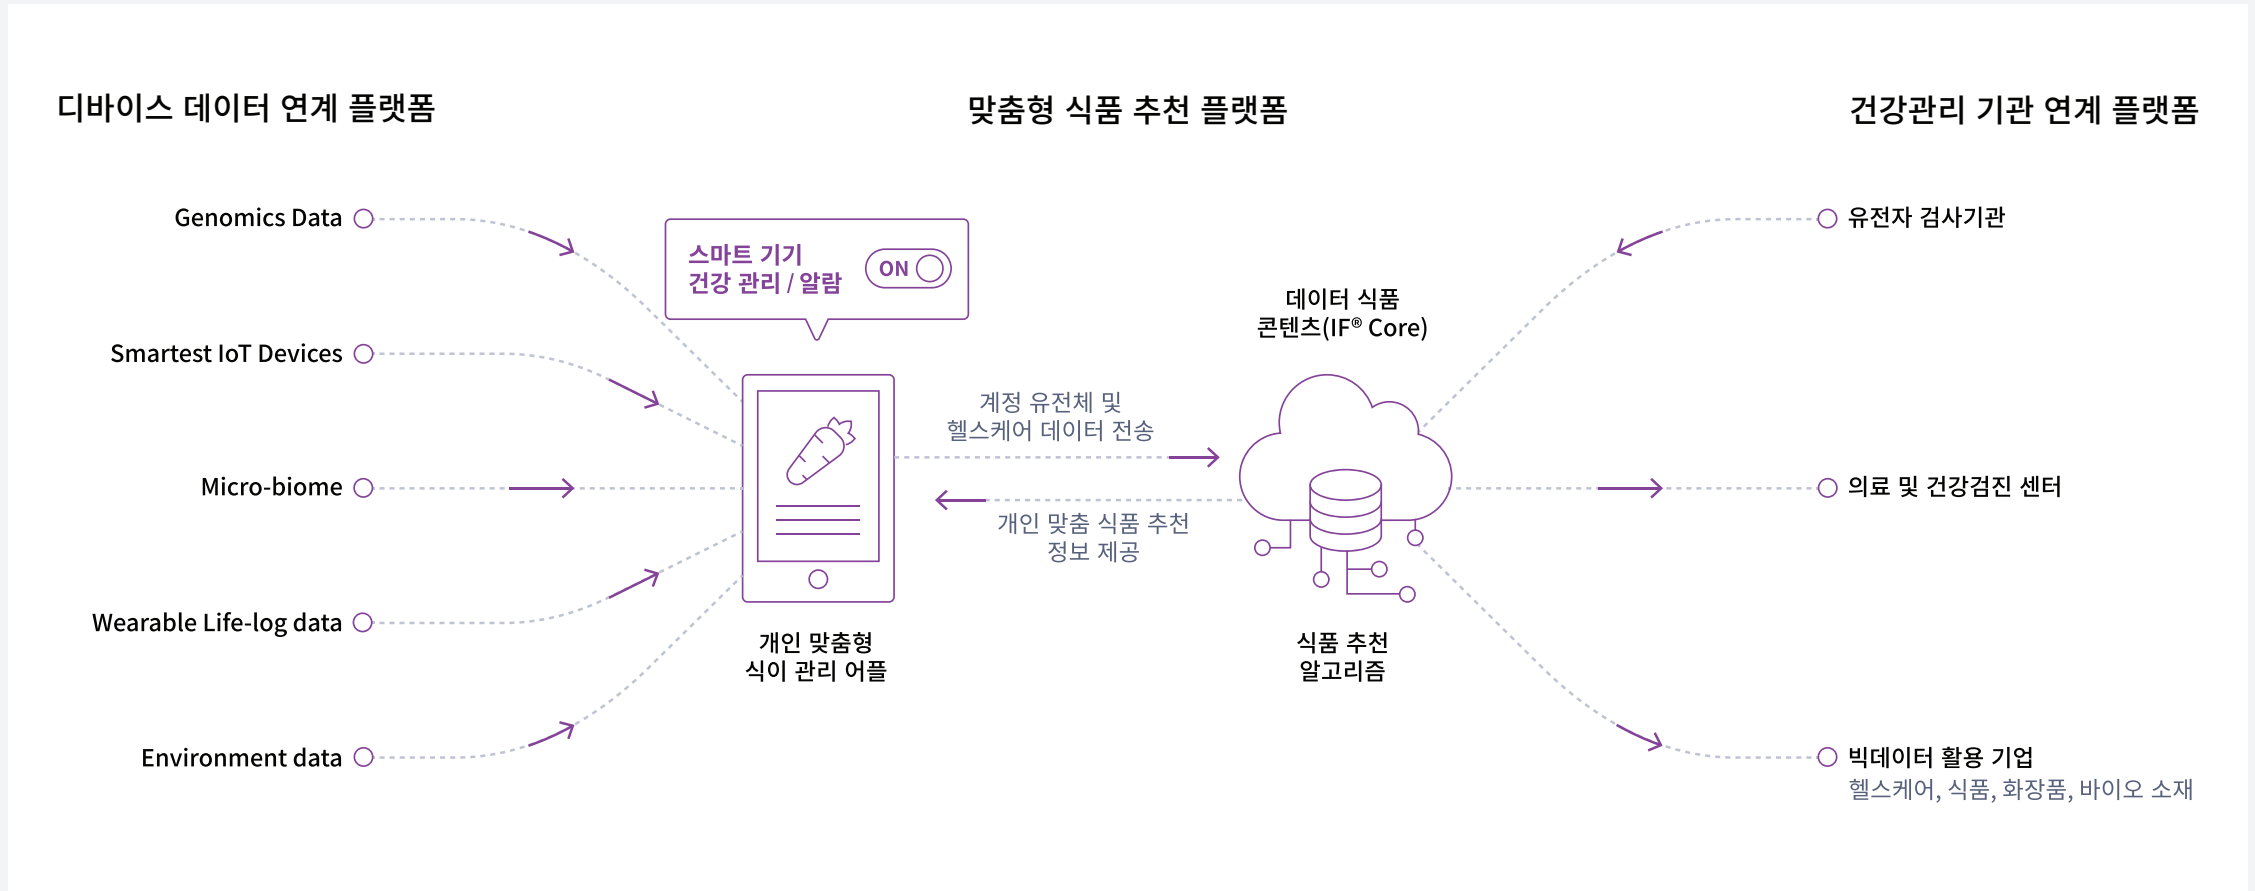 디바이스 데이터 연계 플랫폼
맞춤형 식품 추천 플랫폼
건강관리 기관 연계 플랫폼
Genomics Data
Smartest IoT Devices
Micro-biome
Wearable Life-log data
Environment data
스마트 기기
건강 관리 / 알람
ON
개인 맞춤형
식이 관리 어플
계정 유전체 및
헬스케어 데이터 전송
개인 맞춤 식품 추천
정보 제공
데이터 식품
콘텐츠(IF® Core)
식품 추천
알고리즘
유전자 검사기관
의료 및 건강검진 센터
빅데이터 활용 기업
헬스케어, 식품, 화장품, 바이오 소재